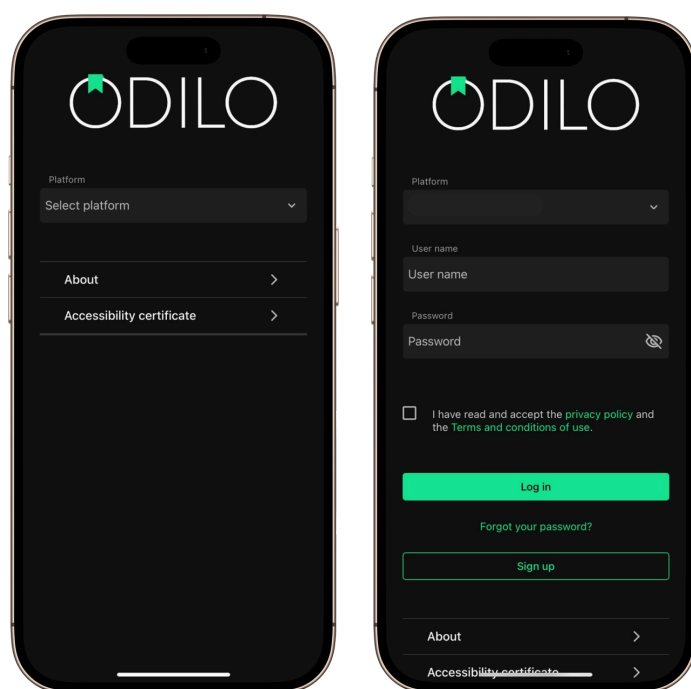 ODILO
Platform
Select platform
About
Accessibility certificate
ODILO
Platform
User name
User name
Password
Password
I have read and accept the privacy policy and
the Terms and conditions of use.
Log in
Forgot your password?
Sign up
About
Accessibility certificate